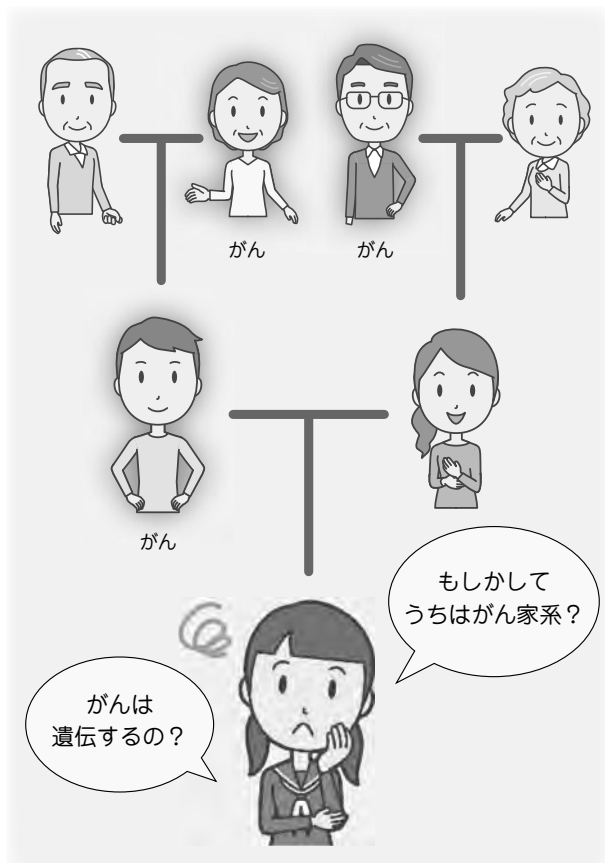 がん
がん
がん
もしかして
うちはがん家系？
がんは
遺伝するの？